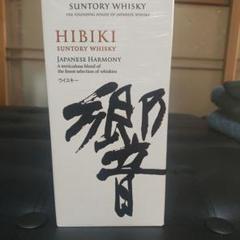 SUNTORY WHISKY
THE FOUNDING HOUSE OF JAPANESE WHISKY
HIBIKI
SUNTORY WHISKY
JAPANESE HARMONY
A meticulous blend of
the finest selection of whiskies
ウイスキー
響